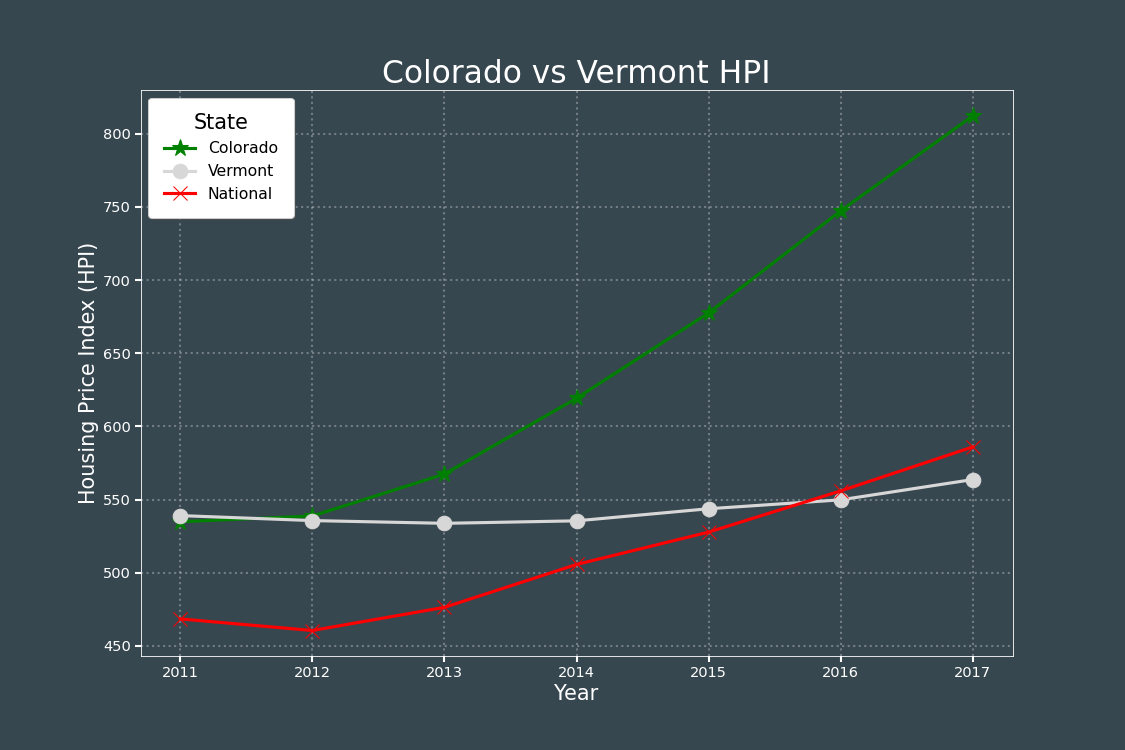 Colorado vs Vermont HPI
State
Colorado
Vermont
National
Housing Price Index (HPI)
800
750
700
650
600
550
500
450
2011 2012 2013 2014 2015 2016 2017
Year